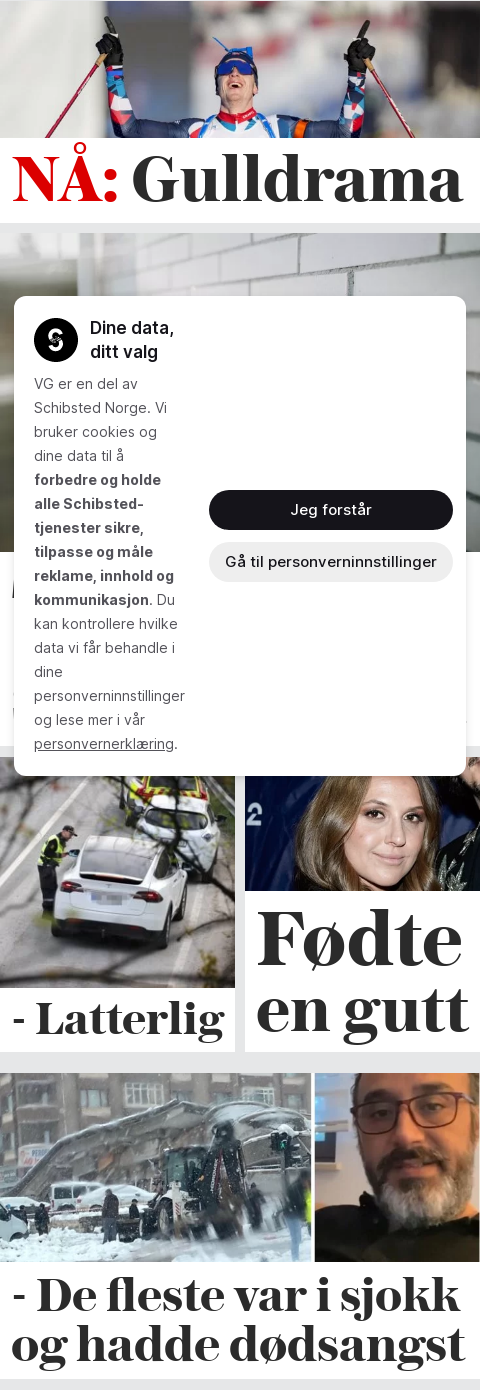 NÅ: Gulldrama
Dine data,
ditt valg
VG er en del av
Schibsted Norge. Vi
bruker cookies og
dine data til å
forbedre og holde
alle Schibsted-
tjenester sikre,
tilpasse og måle
reklame, innhold og
kommunikasjon. Du
kan kontrollere hvilke
data vi får behandle i
dine
personverninnstillinger
og lese mer i vår
personvernerklæring.
Jeg forstår
Gå til personverninnstillinger
2
- Latterlig
Fødte
en gutt
- De fleste var i sjokk
og hadde dødsangst